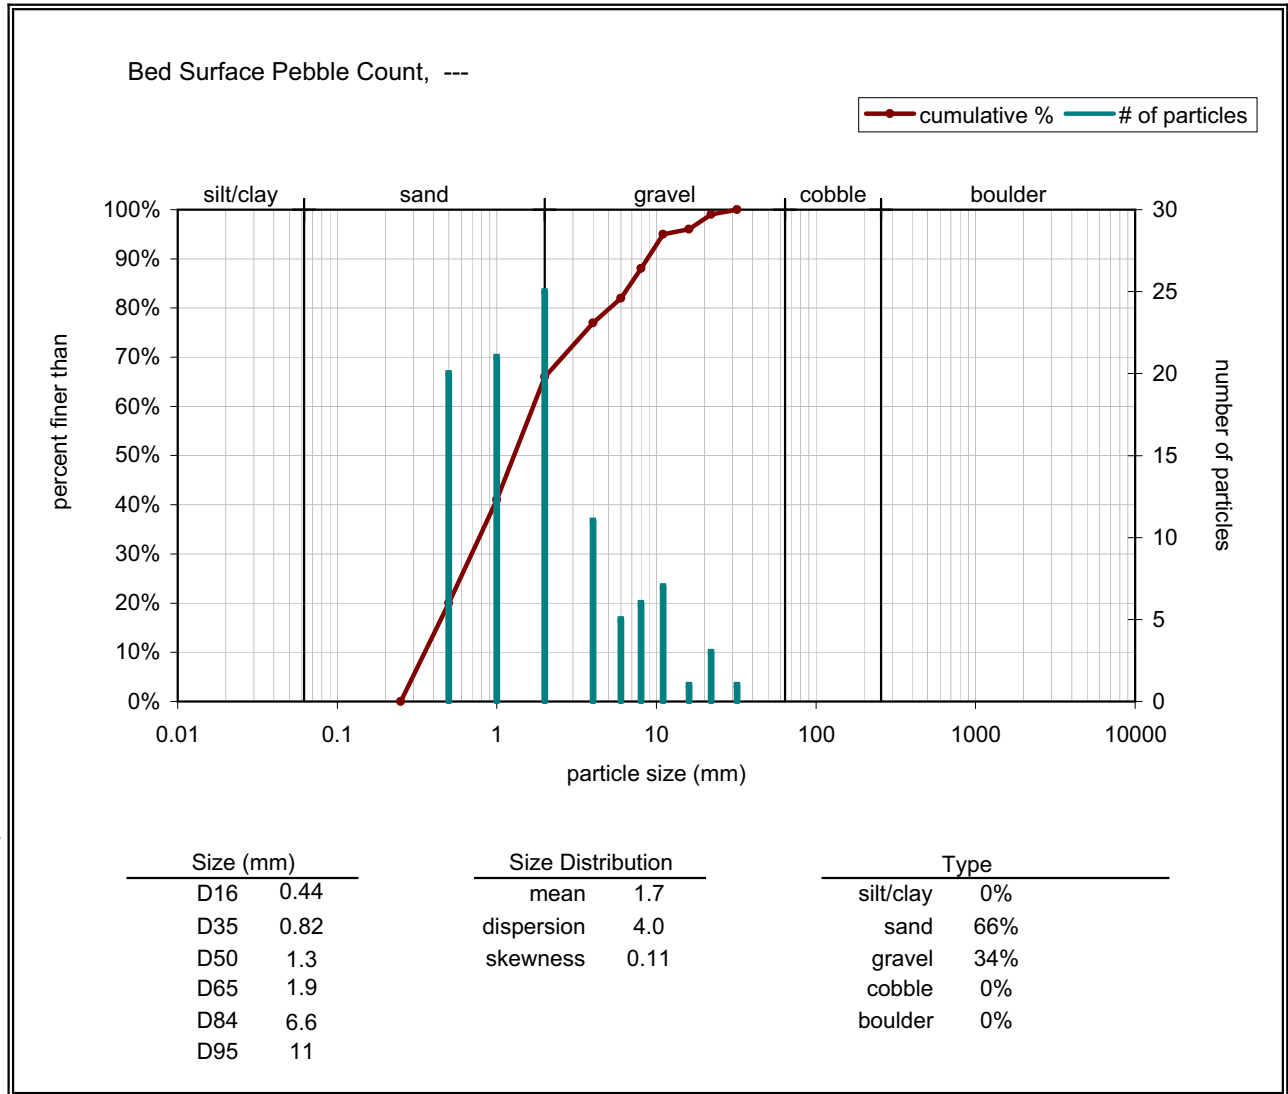 Bed Surface Pebble Count, ---
cumulative % # of particles
silt/clay sand gravel cobble boulder
100%
90%
80%
70%
60%
50%
40%
30%
20%
10%
0%
percent finer than
30
25
20
15
10
5
0
number of particles
0.01 0.1 1 10 100 1000 10000
particle size (mm)
Size (mm)
D16 0.44
D35 0.82
D50 1.3
D65 1.9
D84 6.6
D95 11
Size Distribution
mean 1.7
dispersion 4.0
skewness 0.11
Type
silt/clay 0%
sand 66%
gravel 34%
cobble 0%
boulder 0%